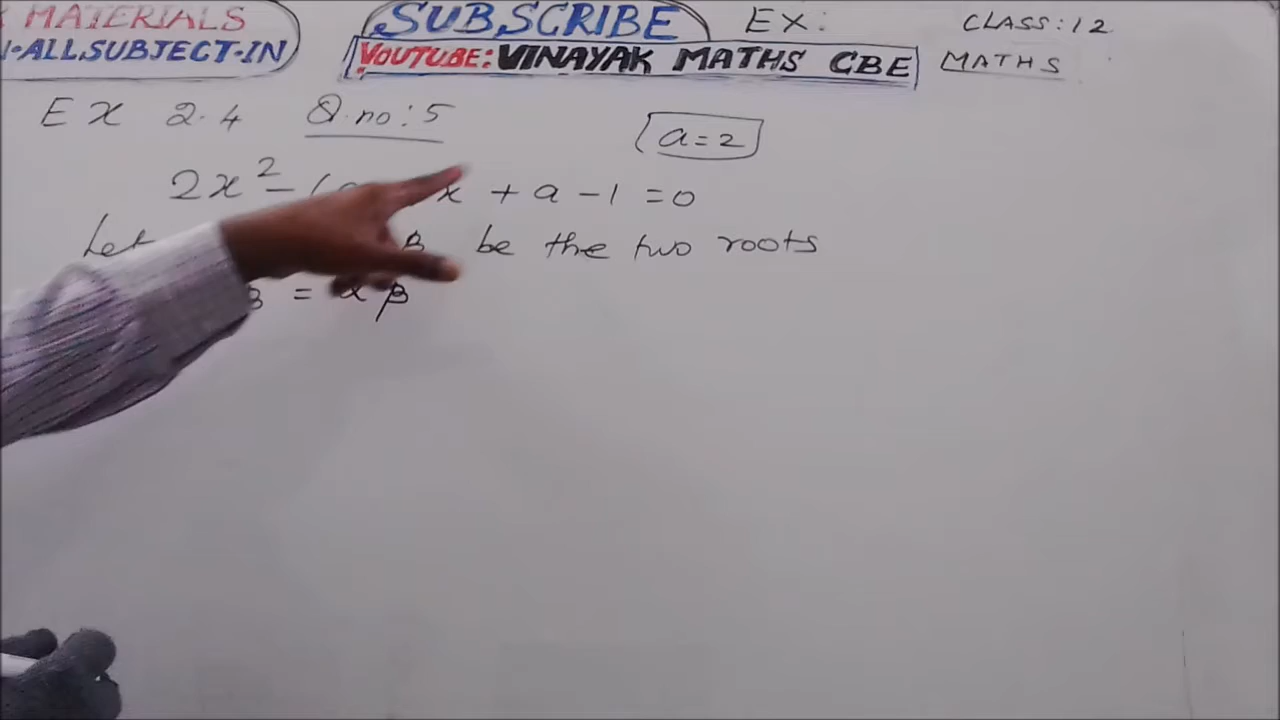 MATERIALS
N-ALLSUBJECT-IN
SUBSCRIBE
YOUTUBE: VINAYAK MATHS CBE
EX:
CLASS:12
MATHS
EX 2.4 Q.no:5
a=2
2x²-( x +a-1=0
Let β be the two roots
β = αβ